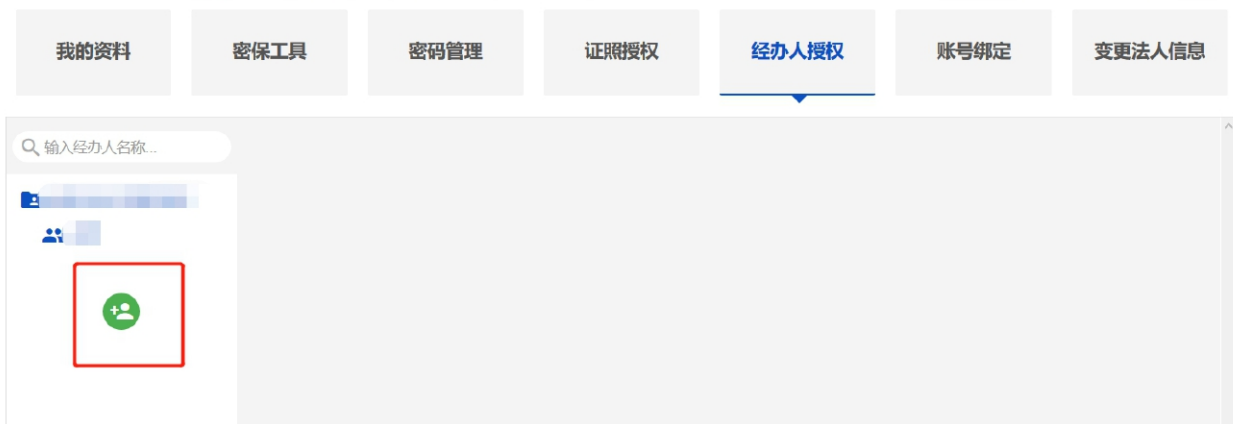 我的资料
密保工具
密码管理
证照授权
经办人授权
账号绑定
变更法人信息
输入经办人名称...